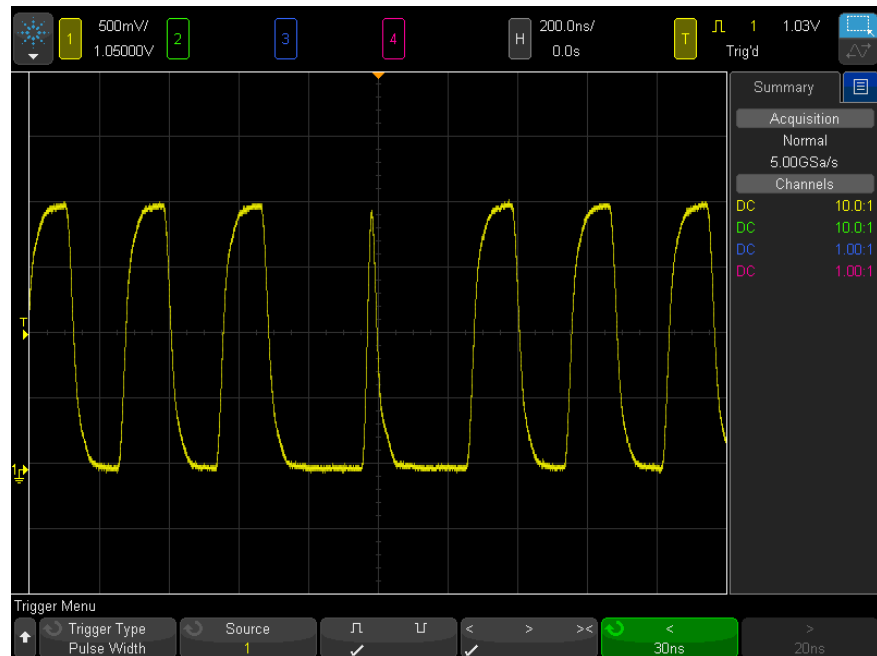 1 500mV/ 2 3 4 H 200.0ns/ T 1 1.03V
1.05000V 0.0s Trig'd
Summary
Acquisition
Normal
5.00GSa/s
Channels
DC 10.0:1
DC 10.0:1
DC 1.00:1
DC 1.00:1
T
1
Trigger Menu
Trigger Type Source < > >< < >
Pulse Width 1 30ns 20ns